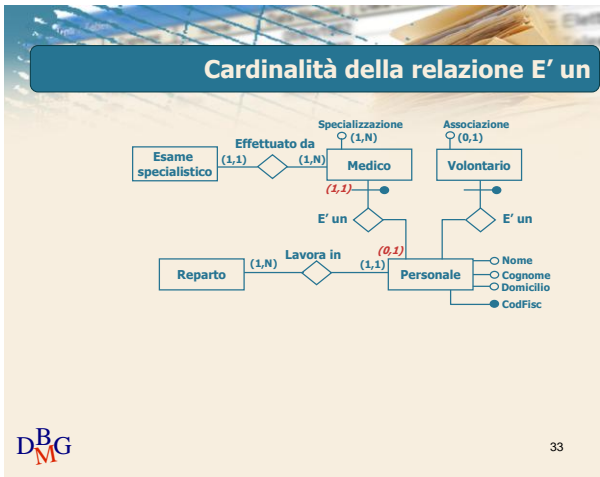 Cardinalità della relazione E' un
Specializzazione
(1,N)
Associazione
(0,1)
Effettuato da
Esame
specialistico
(1,1)
(1,N)
Medico
Volontario
(1,1)
E' un
E' un
(0,1)
Reparto
(1,N)
Lavora in
(1,1)
Personale
Nome
Cognome
Domicilio
CodFisc
DBMG
33